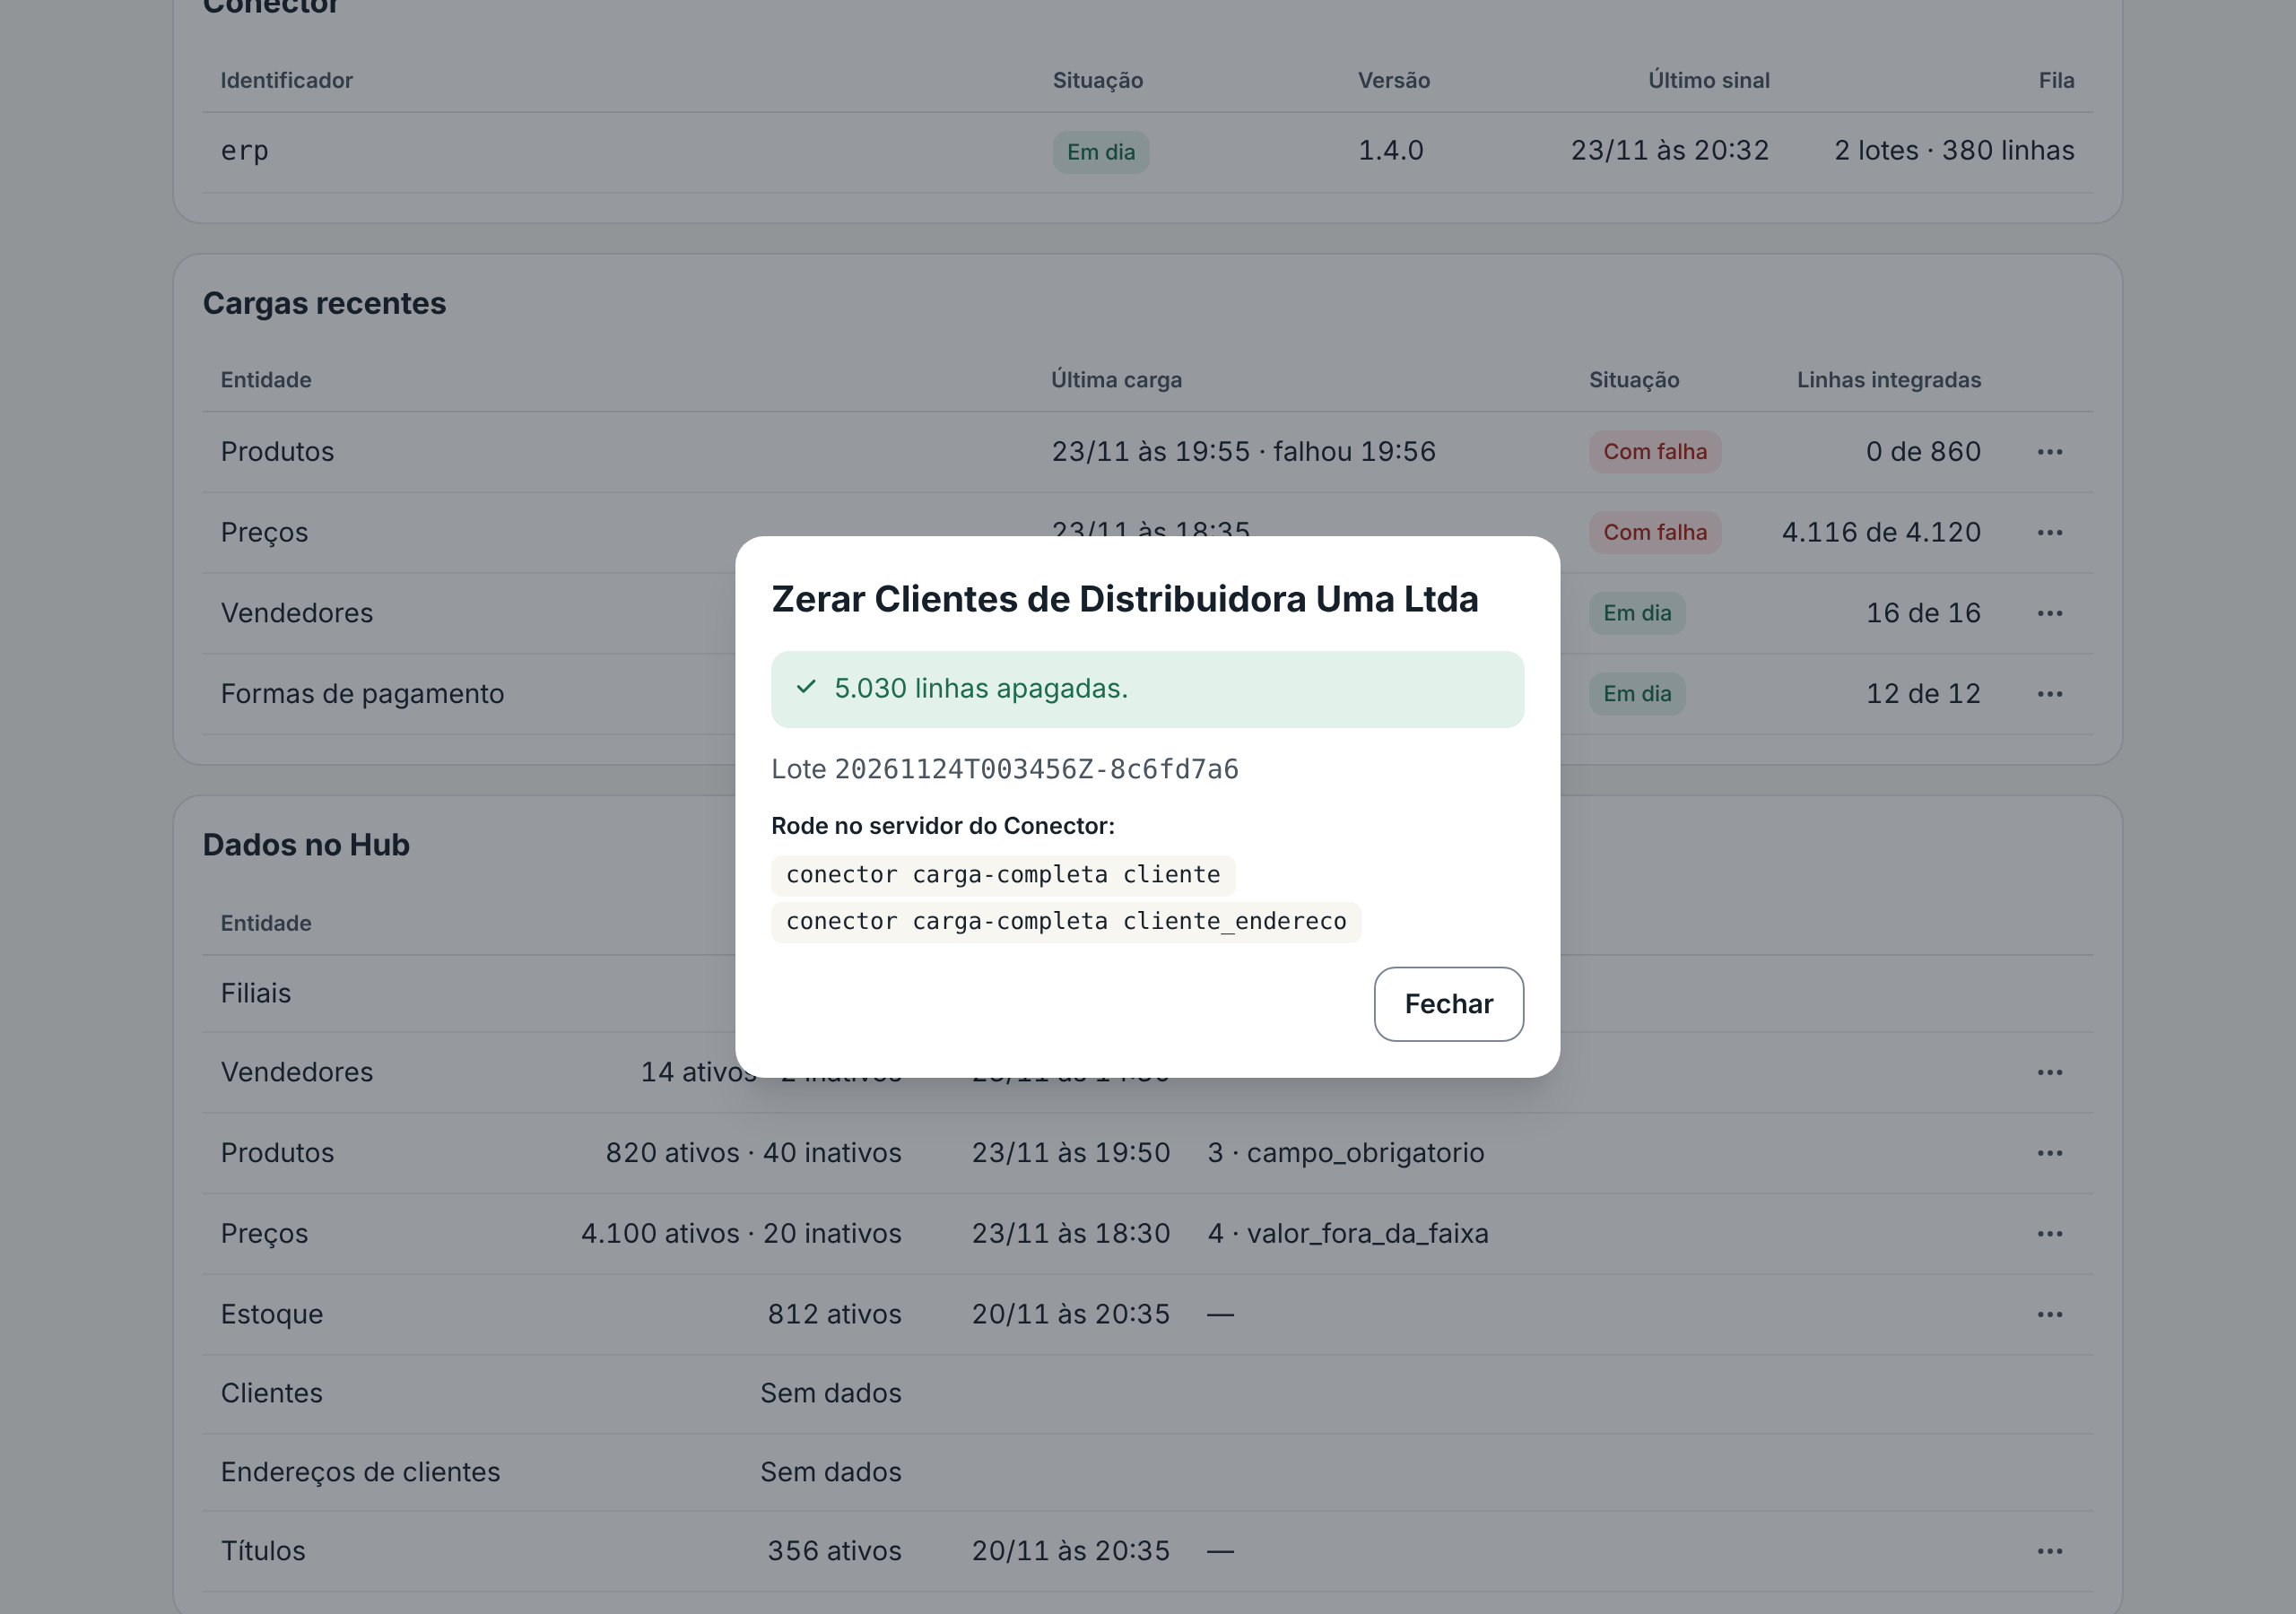 Conector
Identificador Situação Versão Último sinal Fila
erp Em dia 1.4.0 23/11 às 20:32 2 lotes · 380 linhas
Cargas recentes
Entidade Última carga Situação Linhas integradas
Produtos 23/11 às 19:55 · falhou 19:56 Com falha 0 de 860
Preços 23/11 às 18:35 Com falha 4.116 de 4.120
Vendedores Em dia 16 de 16
Formas de pagamento Em dia 12 de 12
Zerar Clientes de Distribuidora Uma Ltda
5.030 linhas apagadas.
Lote 20261124T003456Z-8c6fd7a6
Rode no servidor do Conector:
conector carga-completa cliente
conector carga-completa cliente_endereco
Fechar
Dados no Hub
Entidade
Filiais
Vendedores 14 ativos · 2 inativos
Produtos 820 ativos · 40 inativos 23/11 às 19:50 3 · campo_obrigatorio
Preços 4.100 ativos · 20 inativos 23/11 às 18:30 4 · valor_fora_da_faixa
Estoque 812 ativos 20/11 às 20:35 —
Clientes Sem dados
Endereços de clientes Sem dados
Títulos 356 ativos 20/11 às 20:35 —